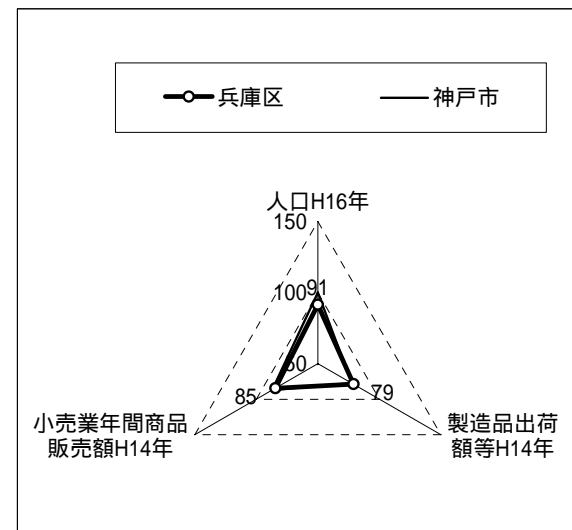 兵庫区 神戸市
人口H16年
150
100
91
50
85
79
小売業年間商品
販売額H14年
製造品出荷
額等H14年